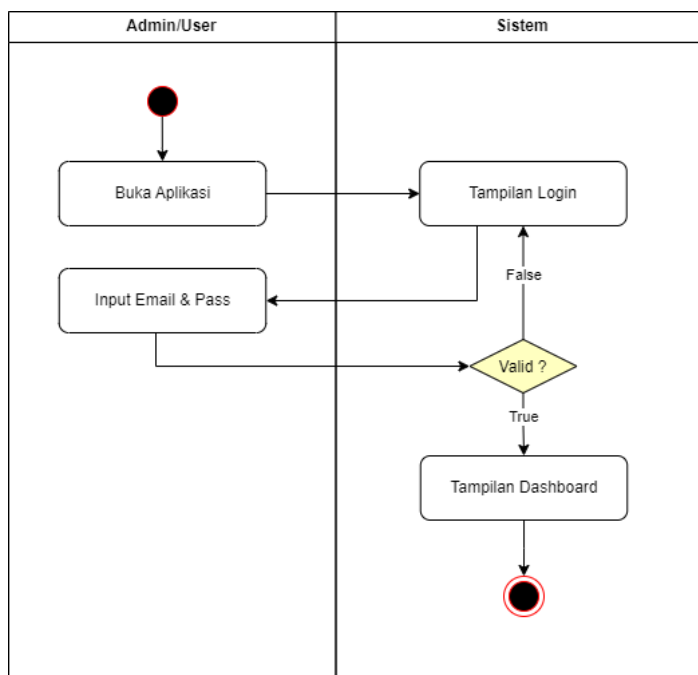 Admin/User
Sistem
Buka Aplikasi
Tampilan Login
Input Email & Pass
False
Valid ?
True
Tampilan Dashboard